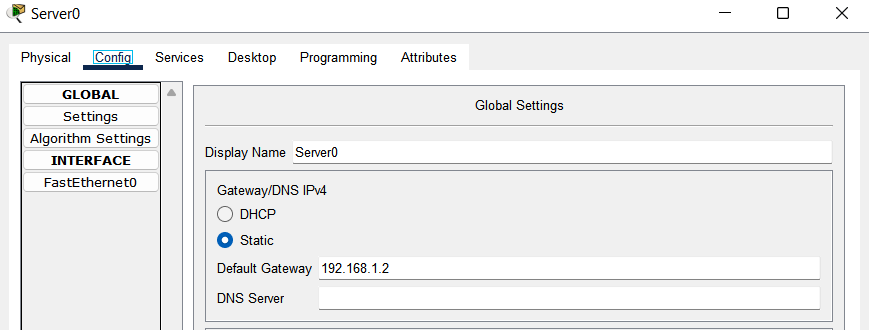 Server0
Physical Config Services Desktop Programming Attributes
GLOBAL
Settings
Algorithm Settings
INTERFACE
FastEthernet0
Global Settings
Display Name Server0
Gateway/DNS IPv4
DHCP
Static
Default Gateway 192.168.1.2
DNS Server